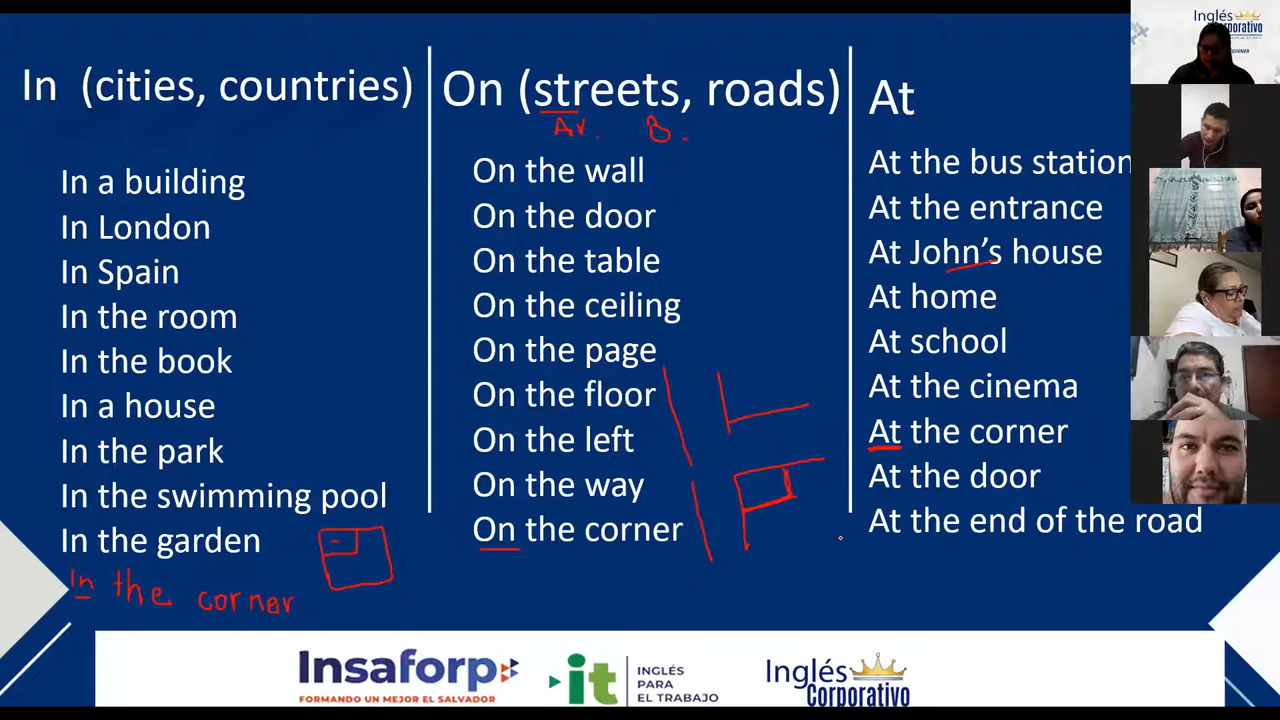 In (cities, countries)
In a building
In London
In Spain
In the room
In the book
In a house
In the park
In the swimming pool
In the garden
In the corner
On (streets, roads)
Av. B.
On the wall
On the door
On the table
On the ceiling
On the page
On the floor
On the left
On the way
On the corner
At
At the bus station
At the entrance
At John’s house
At home
At school
At the cinema
At the corner
At the door
At the end of the road
Inglés
Corporativo
Insaforp
FORMANDO UN MEJOR EL SALVADOR
it
INGLÉS
PARA
EL TRABAJO
Inglés
Corporativo